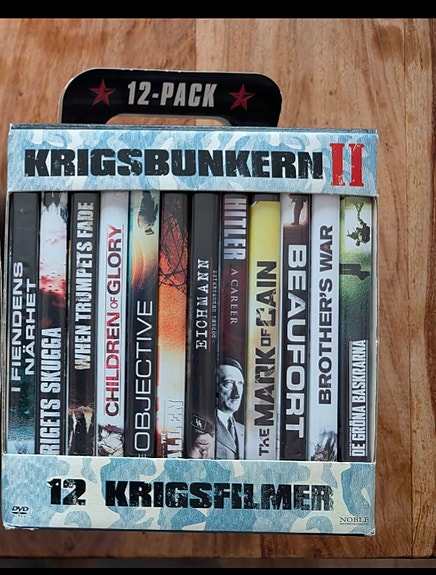 12-PACK
KRIGSBUNKERN II
I FIENDENS
NÄRHET
KRIGETS SKUGGA
WHEN TRUMPETS FADE
CHILDREN OF GLORY
OBJECTIVE
EICHMANN
HITLER
A CAREER
THE MARK OF CAIN
BEAUFORT
BROTHER'S WAR
DE GRÖNA BASKRARNA
12 KRIGSFILMER
DVD
NOBLE